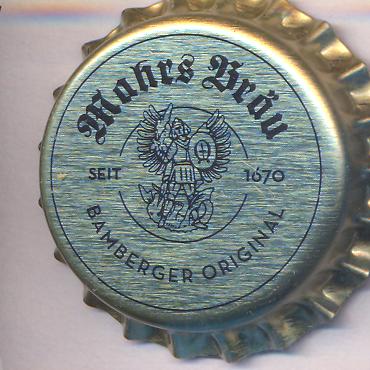 Mahrs Bräu
SEIT 1670
BAMBERGER ORIGINAL